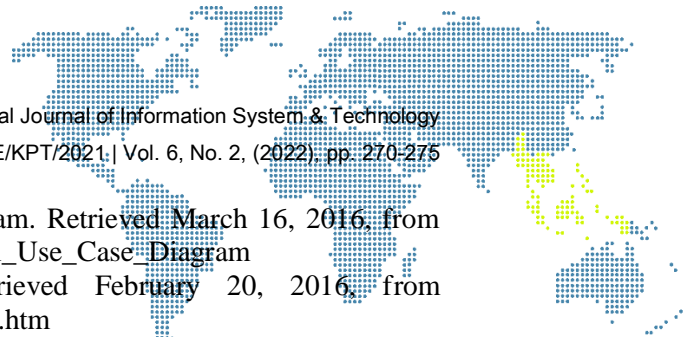 al Journal of Information System & Technology
E/KPT/2021 | Vol. 6, No. 2, (2022), pp. 270-275
am. Retrieved March 16, 2016, from
_Use_Case_Diagram
rieved February 20, 2016, from
.htm